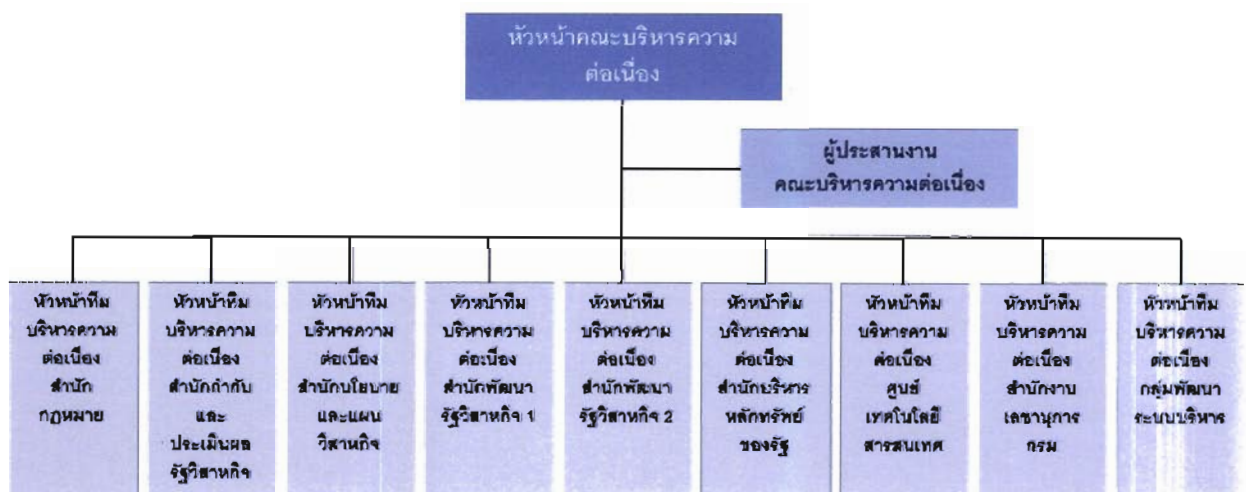 หัวหน้าคณะบริหารความ
ต่อเนื่อง
ผู้ประสานงาน
คณะบริหารความต่อเนื่อง
หัวหน้าทีม
บริหารความ
ต่อเนื่อง
สำนัก
กฎหมาย
หัวหน้าทีม
บริหารความ
ต่อเนื่อง
สำนักกำกับ
และ
ประเมินผล
รัฐวิสาหกิจ
หัวหน้าทีม
บริหารความ
ต่อเนื่อง
สำนักนโยบาย
และแผน
วิสาหกิจ
หัวหน้าทีม
บริหารความ
ต่อเนื่อง
สำนักพัฒนา
รัฐวิสาหกิจ 1
หัวหน้าทีม
บริหารความ
ต่อเนื่อง
สำนักพัฒนา
รัฐวิสาหกิจ 2
หัวหน้าทีม
บริหารความ
ต่อเนื่อง
สำนักบริหาร
หลักทรัพย์
ของรัฐ
หัวหน้าทีม
บริหารความ
ต่อเนื่อง
ศูนย์
เทคโนโลยี
สารสนเทศ
หัวหน้าทีม
บริหารความ
ต่อเนื่อง
สำนักงาน
เลขานุการ
กรม
หัวหน้าทีม
บริหารความ
ต่อเนื่อง
กลุ่มพัฒนา
ระบบบริหาร